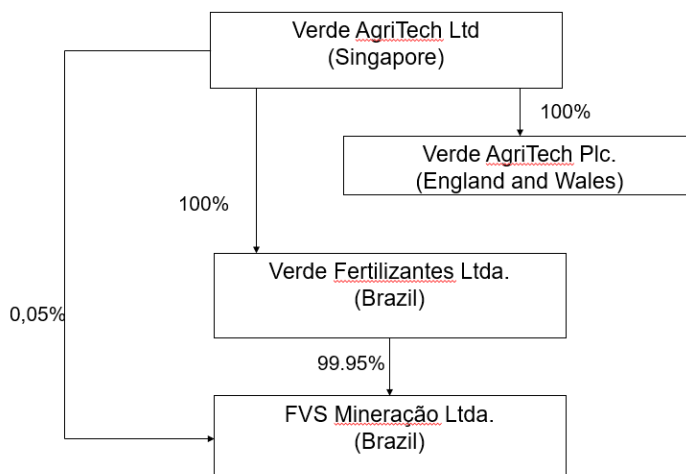 Verde AgriTech Ltd
(Singapore)
100%
Verde AgriTech Plc.
(England and Wales)
100%
Verde Fertilizantes Ltda.
(Brazil)
0,05%
99.95%
FVS Mineração Ltda.
(Brazil)